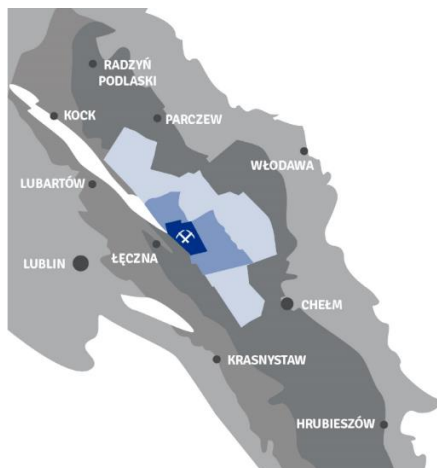 RADZYŃ
PODLASKI
KOCK
PARCZEW
WŁODAWA
LUBARTÓW
ŁĘCZNA
LUBLIN
CHEŁM
KRASNYSTAW
HRUBIESZÓW